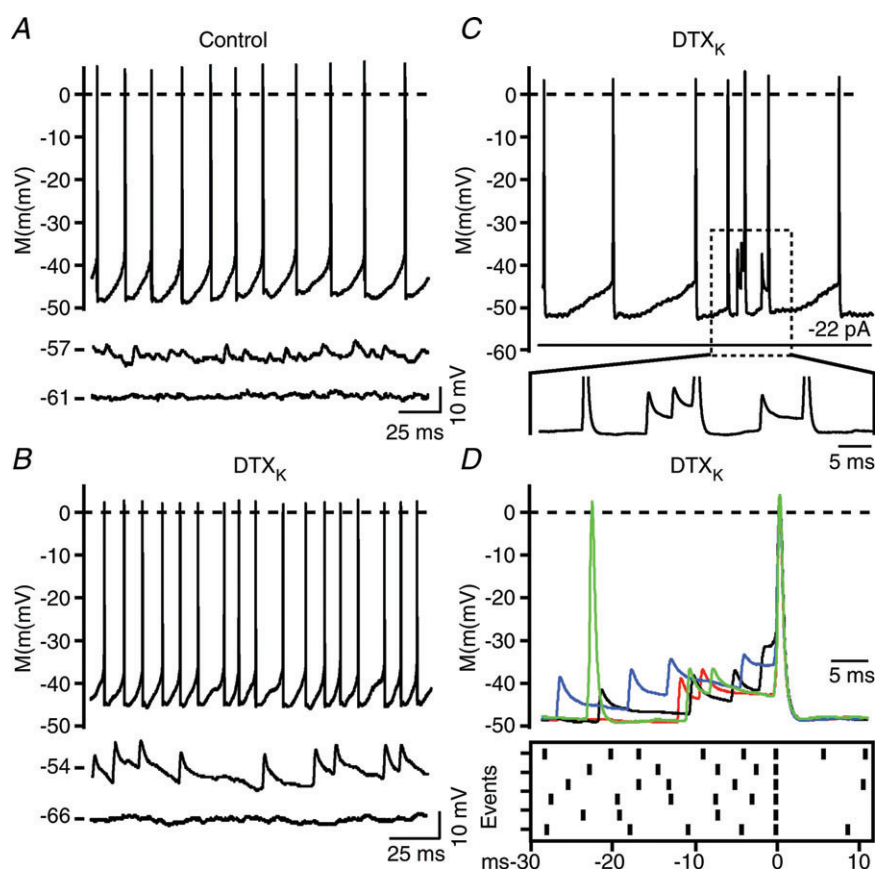 A
Control
M(m(mV)
0
-10
-20
-30
-40
-50
-57
-61
10 mV
25 ms
B
DTXK
M(m(mV)
0
-10
-20
-30
-40
-50
-54
-66
10 mV
25 ms
C
DTXK
M(m(mV)
0
-10
-20
-30
-40
-50
-60
-22 pA
5 ms
D
DTXK
M(m(mV)
0
-10
-20
-30
-40
-50
5 ms
Events
ms-30 -20 -10 0 10